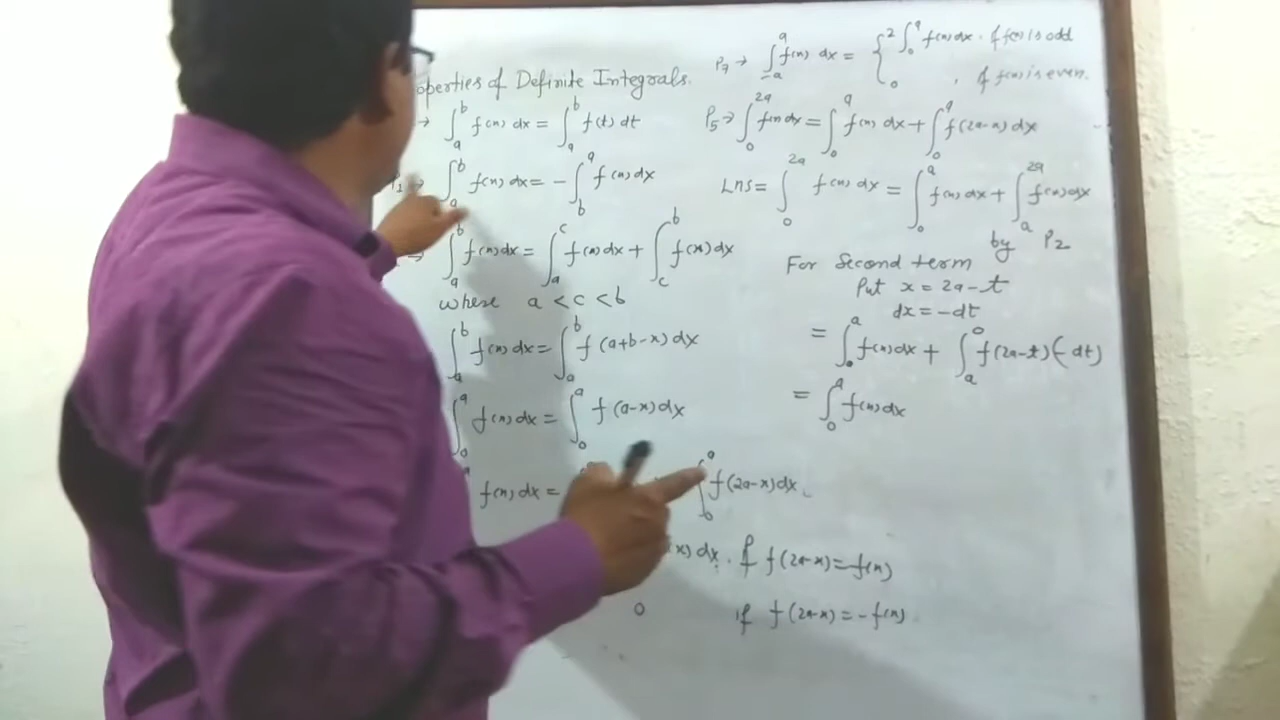 operties of Definite Integrals.
→ ∫_a^b f(x) dx = ∫_a^b f(t) dt
P1 → ∫_a^b f(x) dx = - ∫_b^a f(x) dx
→ ∫_a^b f(x) dx = ∫_a^c f(x) dx + ∫_c^b f(x) dx
where a < c < b
∫_a^b f(x) dx = ∫_a^b f(a+b-x) dx
∫_0^a f(x) dx = ∫_0^a f(a-x) dx
f(x) dx = ∫_0^a f(2a-x) dx
(x) dx. If f(2a-x) = f(x)
0 if f(2a-x) = -f(x)
P7 → ∫_-a^a f(x) dx = { 2 ∫_0^a f(x) dx. if f(x) is odd
0 , if f(x) is even.
P5 → ∫_0^2a f(x) dx = ∫_0^a f(x) dx + ∫_0^a f(2a-x) dx
LHS = ∫_0^2a f(x) dx = ∫_0^a f(x) dx + ∫_a^2a f(x) dx
by P2
For Second term
Put x = 2a - t
dx = -dt
= ∫_0^a f(x) dx + ∫_a^0 f(2a-t)(-dt)
= ∫_0^a f(x) dx